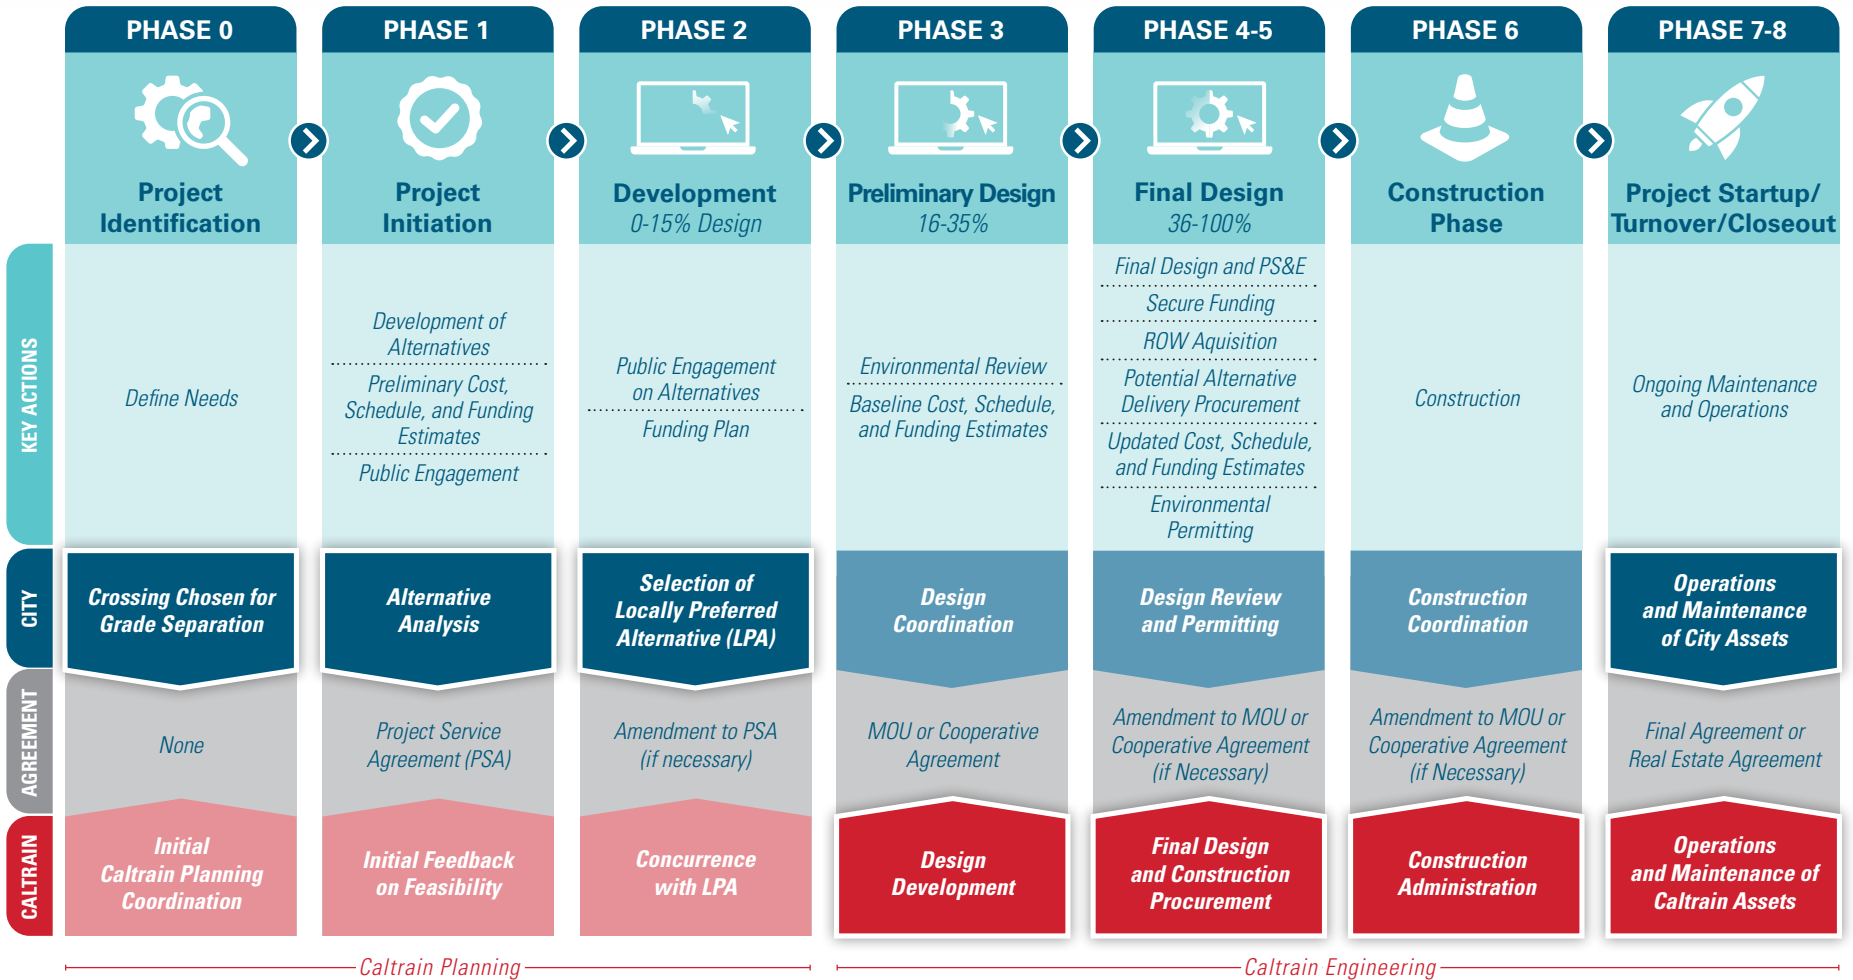 PHASE 0
PHASE 1
PHASE 2
PHASE 3
PHASE 4-5
PHASE 6
PHASE 7-8
Project
Identification
Project
Initiation
Development
0-15% Design
Preliminary Design
16-35%
Final Design
36-100%
Construction
Phase
Project Startup/
Turnover/Closeout
KEY ACTIONS
Define Needs
Development of
Alternatives
Preliminary Cost,
Schedule, and Funding
Estimates
Public Engagement
Public Engagement
on Alternatives
Funding Plan
Environmental Review
Baseline Cost, Schedule,
and Funding Estimates
Final Design and PS&E
Secure Funding
ROW Aquisition
Potential Alternative
Delivery Procurement
Updated Cost, Schedule,
and Funding Estimates
Environmental
Permitting
Construction
Ongoing Maintenance
and Operations
CITY
Crossing Chosen for
Grade Separation
Alternative
Analysis
Selection of
Locally Preferred
Alternative (LPA)
Design
Coordination
Design Review
and Permitting
Construction
Coordination
Operations
and Maintenance
of City Assets
AGREEMENT
None
Project Service
Agreement (PSA)
Amendment to PSA
(if necessary)
MOU or Cooperative
Agreement
Amendment to MOU or
Cooperative Agreement
(if Necessary)
Amendment to MOU or
Cooperative Agreement
(if Necessary)
Final Agreement or
Real Estate Agreement
CALTRAIN
Initial
Caltrain Planning
Coordination
Initial Feedback
on Feasibility
Concurrence
with LPA
Design
Development
Final Design
and Construction
Procurement
Construction
Administration
Operations
and Maintenance of
Caltrain Assets
Caltrain Planning
Caltrain Engineering